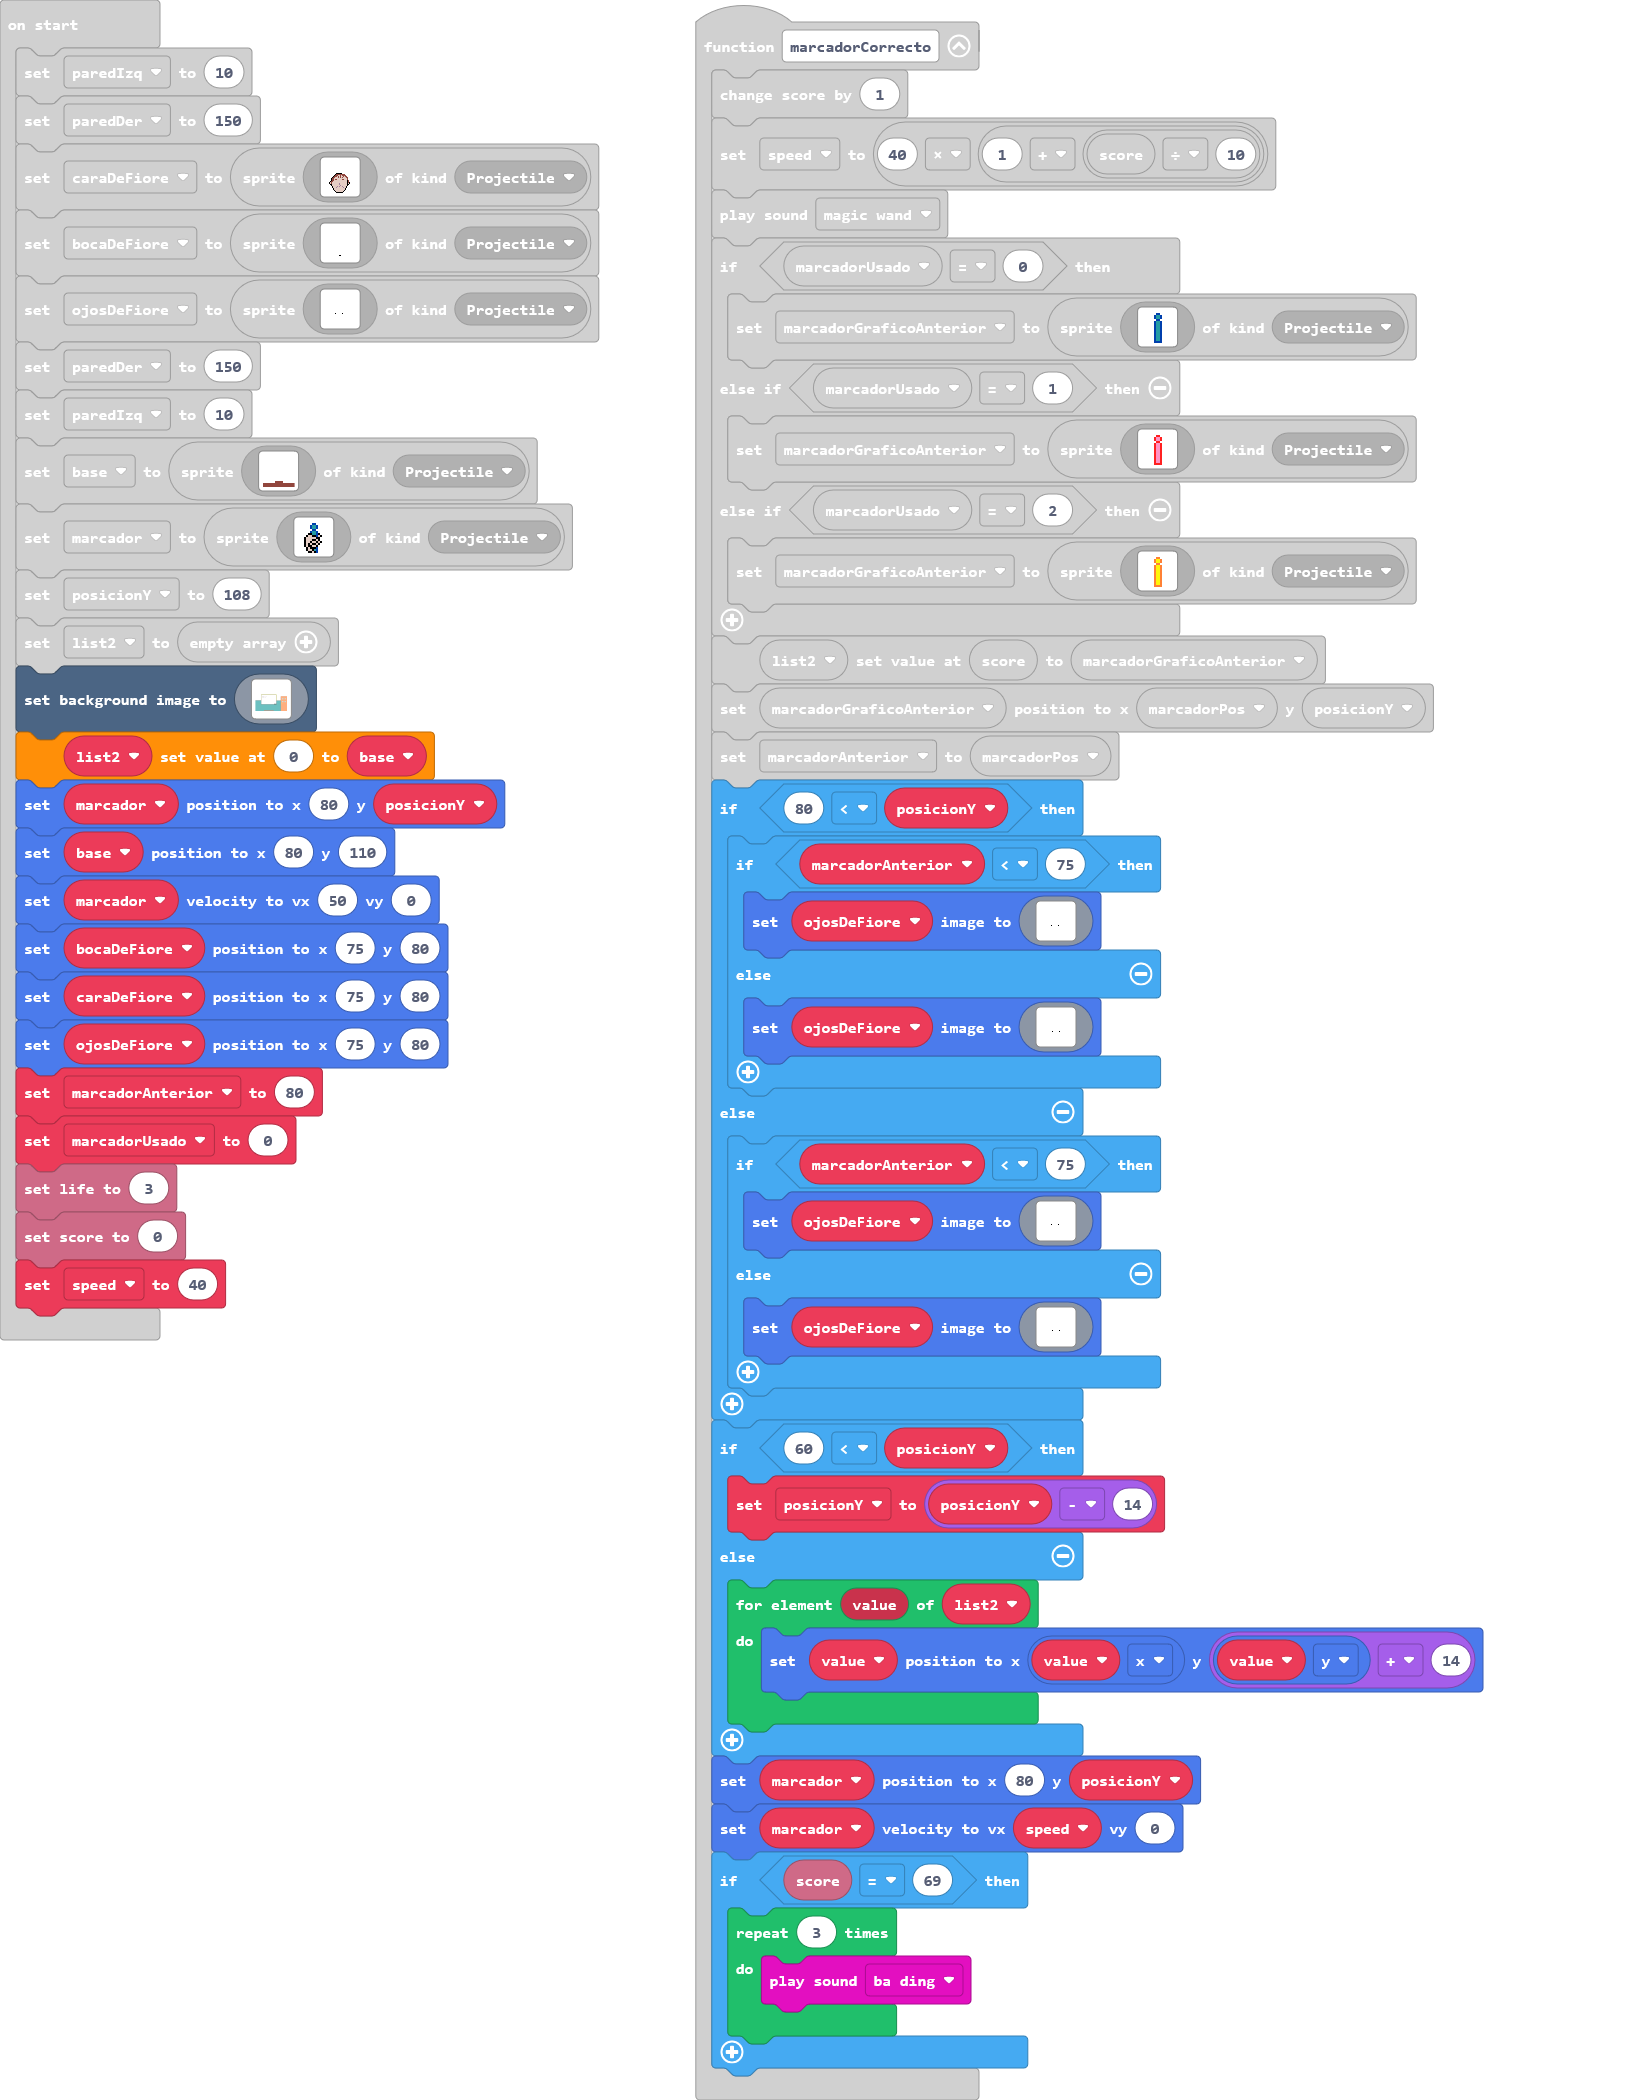 on start
set paredIzq to 10
set paredDer to 150
set caraDeFiore to sprite of kind Projectile
set bocaDeFiore to sprite of kind Projectile
set ojosDeFiore to sprite of kind Projectile
set paredDer to 150
set paredIzq to 10
set base to sprite of kind Projectile
set marcador to sprite of kind Projectile
set posicionY to 108
set list2 to empty array
set background image to
list2 set value at 0 to base
set marcador position to x 80 y posicionY
set base position to x 80 y 110
set marcador velocity to vx 50 vy 0
set bocaDeFiore position to x 75 y 80
set caraDeFiore position to x 75 y 80
set ojosDeFiore position to x 75 y 80
set marcadorAnterior to 80
set marcadorUsado to 0
set life to 3
set score to 0
set speed to 40
function marcadorCorrecto
change score by 1
set speed to 40 × 1 + score ÷ 10
play sound magic wand
if marcadorUsado = 0 then
set marcadorGraficoAnterior to sprite of kind Projectile
else if marcadorUsado = 1 then
set marcadorGraficoAnterior to sprite of kind Projectile
else if marcadorUsado = 2 then
set marcadorGraficoAnterior to sprite of kind Projectile
list2 set value at score to marcadorGraficoAnterior
set marcadorGraficoAnterior position to x marcadorPos y posicionY
set marcadorAnterior to marcadorPos
if 80 < posicionY then
if marcadorAnterior < 75 then
set ojosDeFiore image to
else
set ojosDeFiore image to
else
if marcadorAnterior < 75 then
set ojosDeFiore image to
else
set ojosDeFiore image to
if 60 < posicionY then
set posicionY to posicionY - 14
else
for element value of list2
do set value position to x value x y value y + 14
set marcador position to x 80 y posicionY
set marcador velocity to vx speed vy 0
if score = 69 then
repeat 3 times
do play sound ba ding